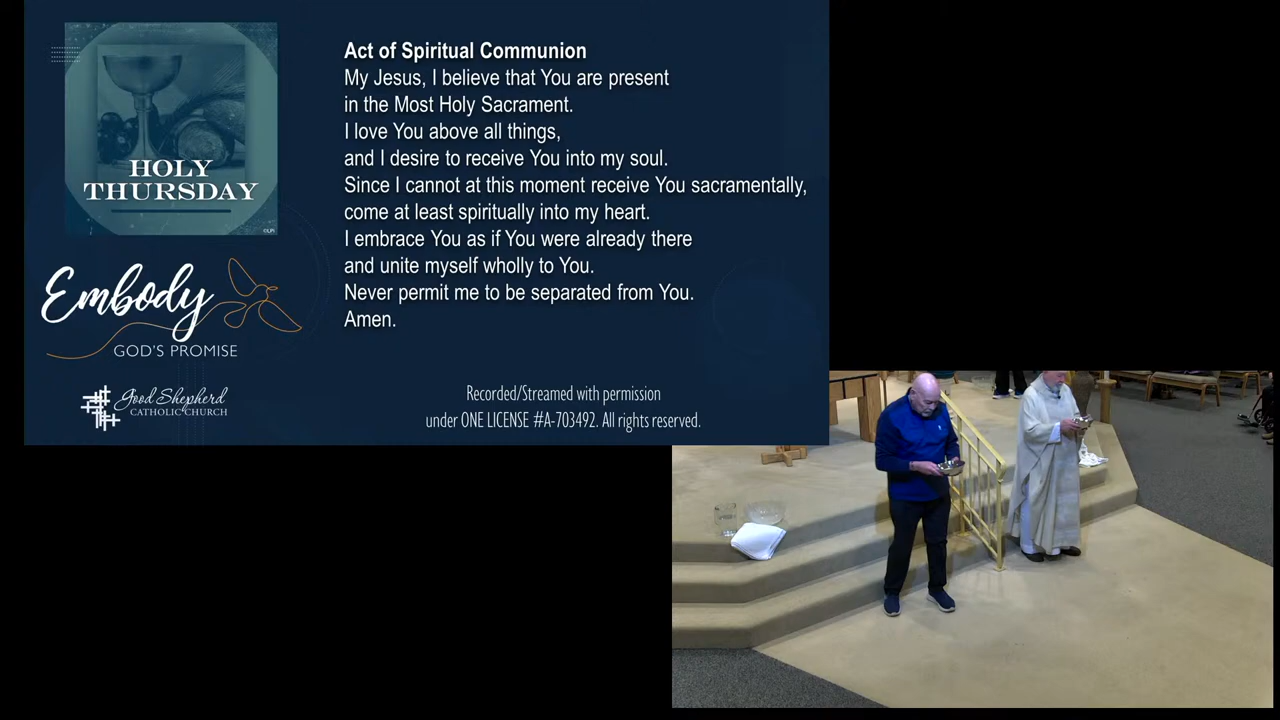 HOLY
THURSDAY
©LPi
Embody
GOD'S PROMISE
Good Shepherd
CATHOLIC CHURCH
Act of Spiritual Communion
My Jesus, I believe that You are present
in the Most Holy Sacrament.
I love You above all things,
and I desire to receive You into my soul.
Since I cannot at this moment receive You sacramentally,
come at least spiritually into my heart.
I embrace You as if You were already there
and unite myself wholly to You.
Never permit me to be separated from You.
Amen.
Recorded/Streamed with permission
under ONE LICENSE #A-703492. All rights reserved.